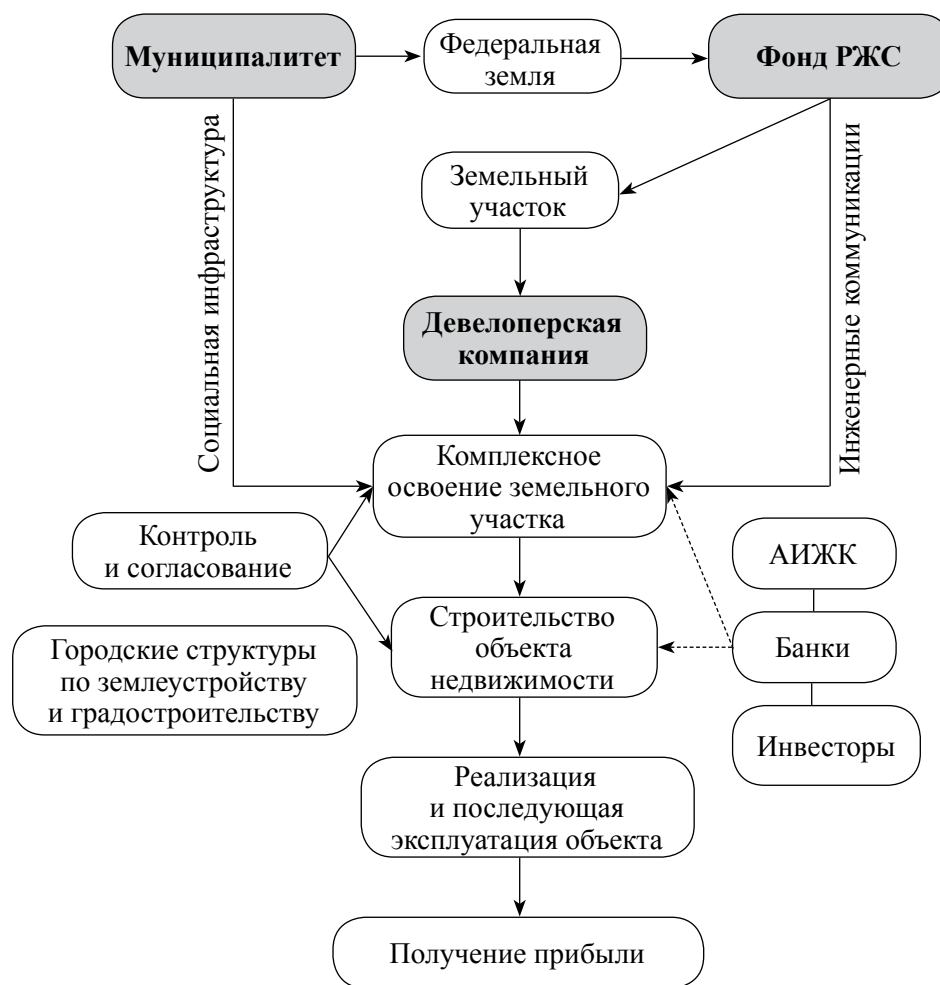 Муниципалитет
Федеральная
земля
Фонд РЖС
Социальная инфраструктура
Инженерные коммуникации
Земельный
участок
Девелоперская
компания
Комплексное
освоение земельного
участка
Контроль
и согласование
АИЖК
Строительство
объекта
недвижимости
Банки
Городские структуры
по землеустройству
и градостроительству
Инвесторы
Реализация
и последующая
эксплуатация объекта
Получение прибыли